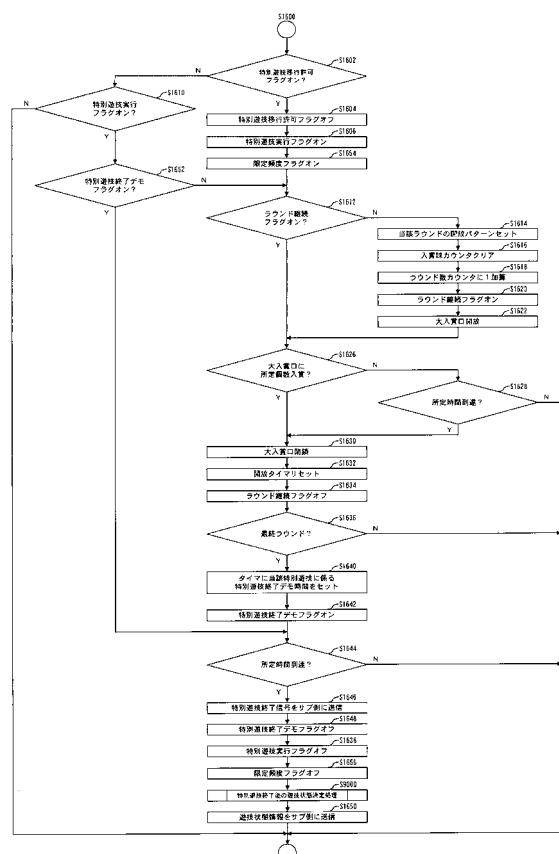 S1600
S1602
特別遊技移行許可
フラグオン？
N
Y
S1610
特別遊技実行
フラグオン？
N
Y
S1604
特別遊技移行許可フラグオフ
S1606
特別遊技実行フラグオン
S1654
限定頻度フラグオン
S1652
特別遊技終了デモ
フラグオン？
N
Y
S1612
ラウンド継続
フラグオン？
N
Y
S1614
当該ラウンドの開放パターンセット
S1616
入賞球カウンタクリア
S1618
ラウンド数カウンタに１加算
S1620
ラウンド継続フラグオン
S1622
大入賞口開放
S1626
大入賞口に
所定個数入賞？
N
Y
S1628
所定時間到達？
N
Y
S1630
大入賞口閉鎖
S1632
開放タイマリセット
S1634
ラウンド継続フラグオフ
S1635
最終ラウンド？
N
Y
S1640
タイマに当該特別遊技に係る
特別遊技終了デモ時間をセット
S1642
特別遊技終了デモフラグオン
S1644
所定時間到達？
N
Y
S1646
特別遊技終了信号をサブ側に送信
S1648
特別遊技終了デモフラグオフ
S1636
特別遊技実行フラグオフ
S1656
限定頻度フラグオフ
特別遊技終了後の遊技状態決定処理
S1650
遊技状態情報をサブ側に送信